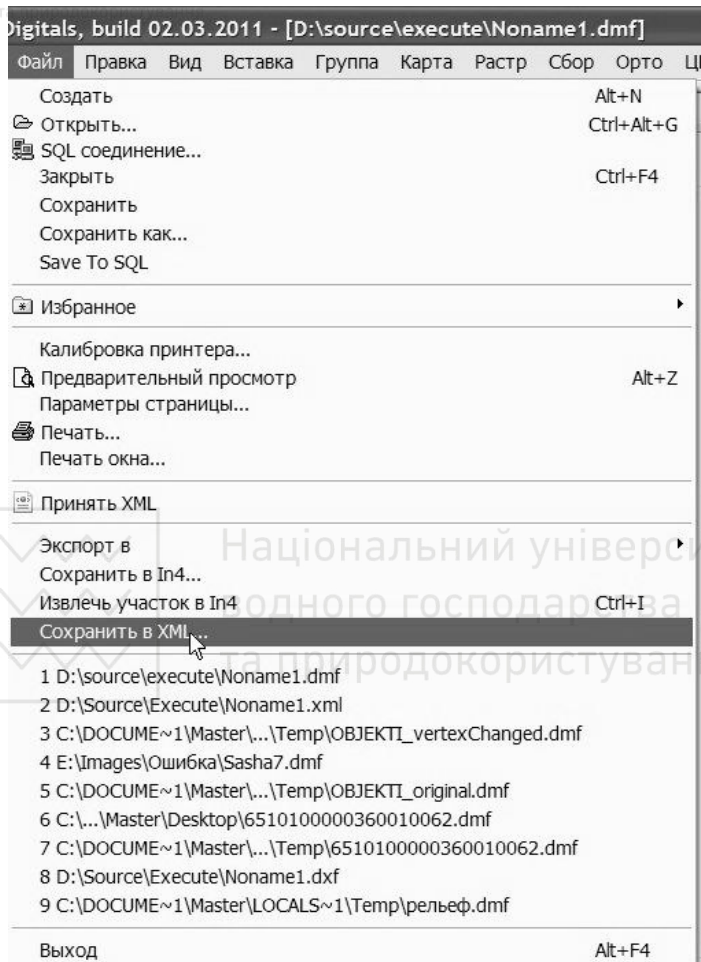 Digitals, build 02.03.2011 - [D:\source\execute\Noname1.dmf]
Файл Правка Вид Вставка Группа Карта Растр Сбор Орто
Создать Alt+N
Открыть... Ctrl+Alt+G
SQL соединение...
Закрыть Ctrl+F4
Сохранить
Сохранить как...
Save To SQL
Избранное
Калибровка принтера...
Предварительный просмотр Alt+Z
Параметры страницы...
Печать...
Печать окна...
Принять XML
Экспорт в
Сохранить в In4...
Извлечь участок в In4 Ctrl+I
Сохранить в XML...
1 D:\source\execute\Noname1.dmf
2 D:\Source\Execute\Noname1.xml
3 C:\DOCUME~1\Master\...\Temp\OBJEKTI_vertexChanged.dmf
4 E:\Images\Ошибка\Sasha7.dmf
5 C:\DOCUME~1\Master\...\Temp\OBJEKTI_original.dmf
6 C:\...\Master\Desktop\6510100000360010062.dmf
7 C:\DOCUME~1\Master\...\Temp\6510100000360010062.dmf
8 D:\Source\Execute\Noname1.dxf
9 C:\DOCUME~1\Master\LOCALS~1\Temp\рельеф.dmf
Выход Alt+F4
Національний універси
водного господарства
та природокористуван